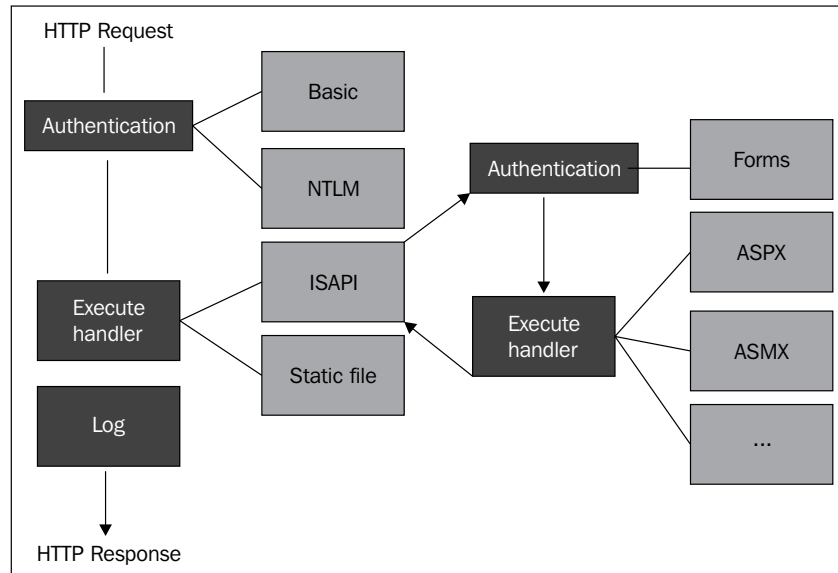 HTTP Request
Authentication
Basic
NTLM
Execute
handler
ISAPI
Static file
Log
HTTP Response
Authentication
Forms
Execute
handler
ASPX
ASMX
...